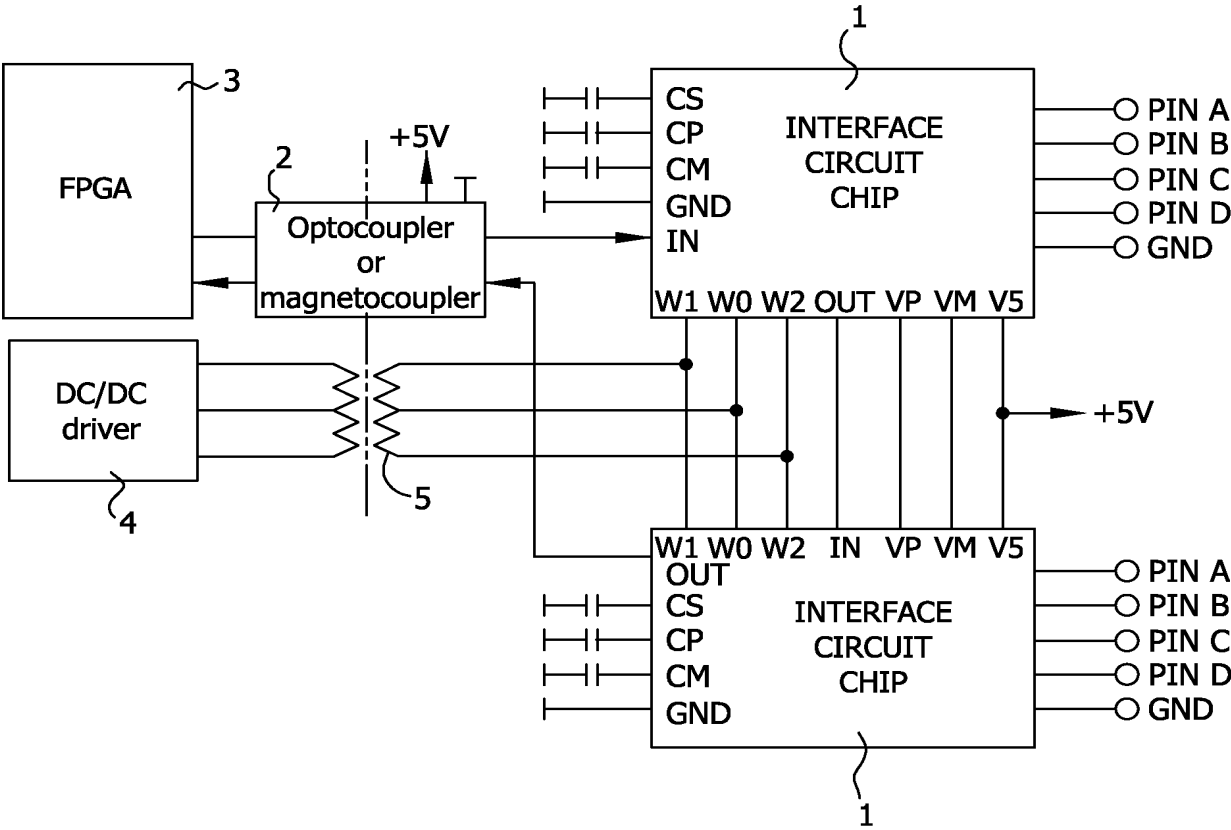 1
3
CS
CP
CM
GND
IN
INTERFACE
CIRCUIT
CHIP
PIN A
PIN B
PIN C
PIN D
GND
W1 W0 W2 OUT VP VM V5
FPGA
2
+5V
Optocoupler
or
magnetocoupler
DC/DC
driver
4
5
+5V
W1 W0 W2 IN VP VM V5
OUT
CS
CP
CM
GND
INTERFACE
CIRCUIT
CHIP
PIN A
PIN B
PIN C
PIN D
GND
1